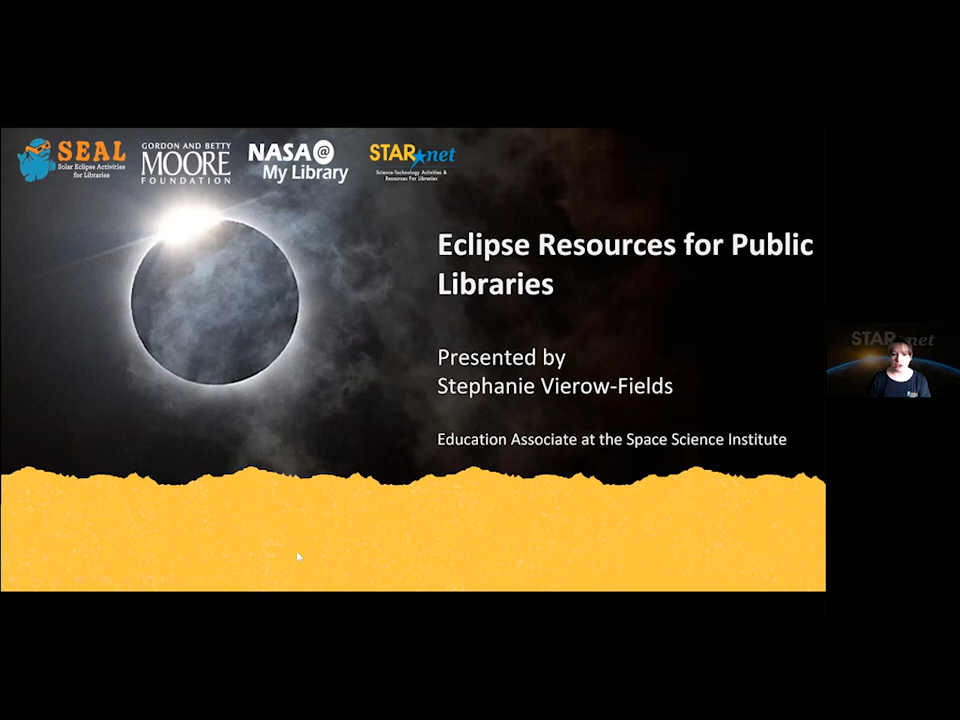 SEAL
Solar Eclipse Activities
for Libraries
GORDON AND BETTY
MOORE
FOUNDATION
NASA@
My Library
STAR net
Science-Technology Activities &
Resources For Libraries
Eclipse Resources for Public
Libraries
Presented by
Stephanie Vierow-Fields
Education Associate at the Space Science Institute
STAR net